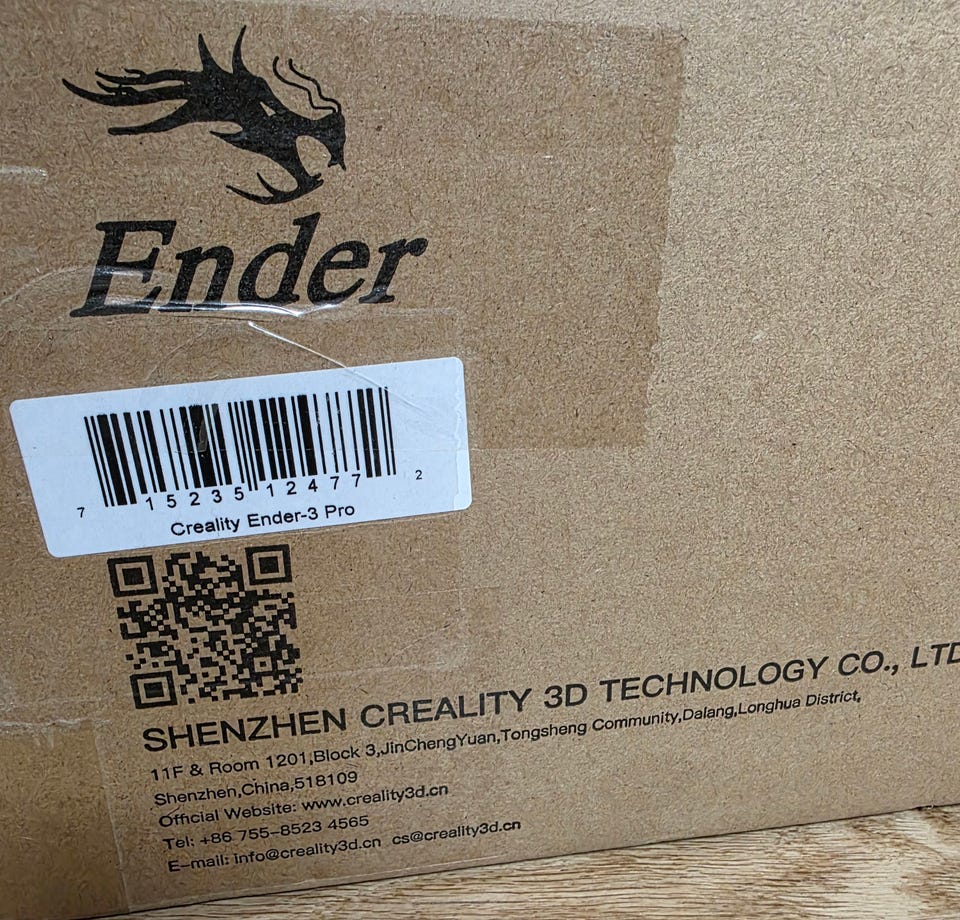 Ender
7 15235 12477 2
Creality Ender-3 Pro
SHENZHEN CREALITY 3D TECHNOLOGY CO., LTD
11F & Room 1201,Block 3,JinChengYuan,Tongsheng Community,Dalang,Longhua District,
Shenzhen,China,518109
Official Website: www.creality3d.cn
Tel: +86 755-8523 4565
E-mail: info@creality3d.cn cs@creality3d.cn